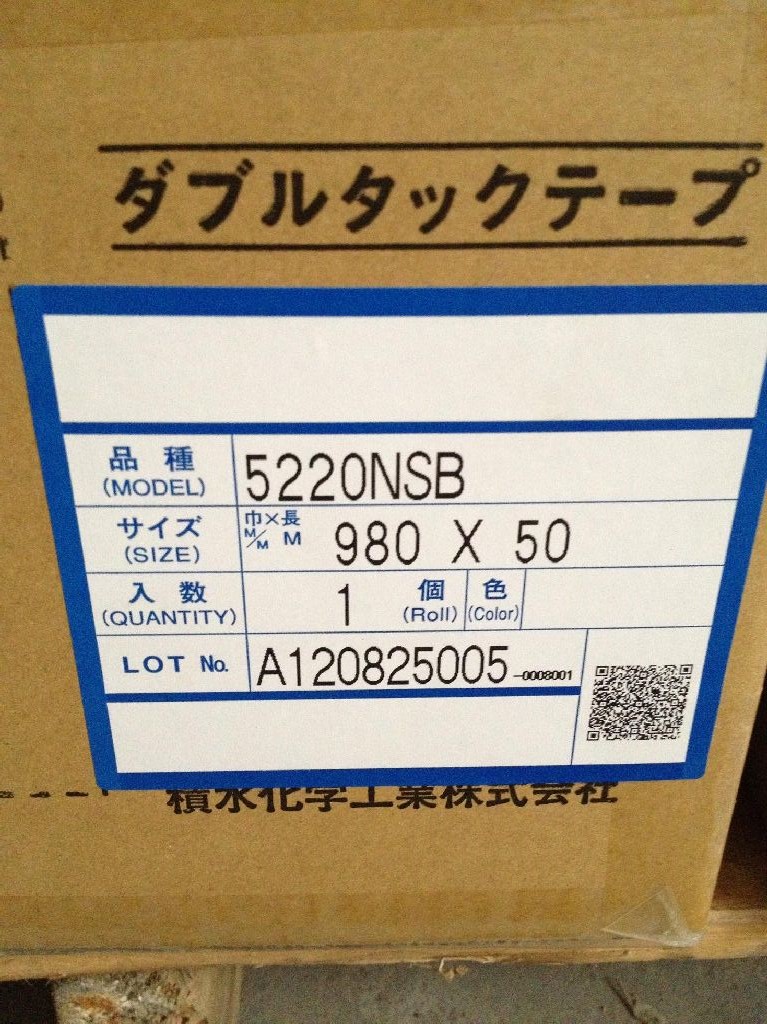 ダブルタックテープ
品種 (MODEL) 5220NSB
サイズ (SIZE) 巾×長 M/M M 980 X 50
入数 (QUANTITY) 1 個 (Roll) 色 (Color)
LOT No. A120825005-0008001
積水化学工業株式会社